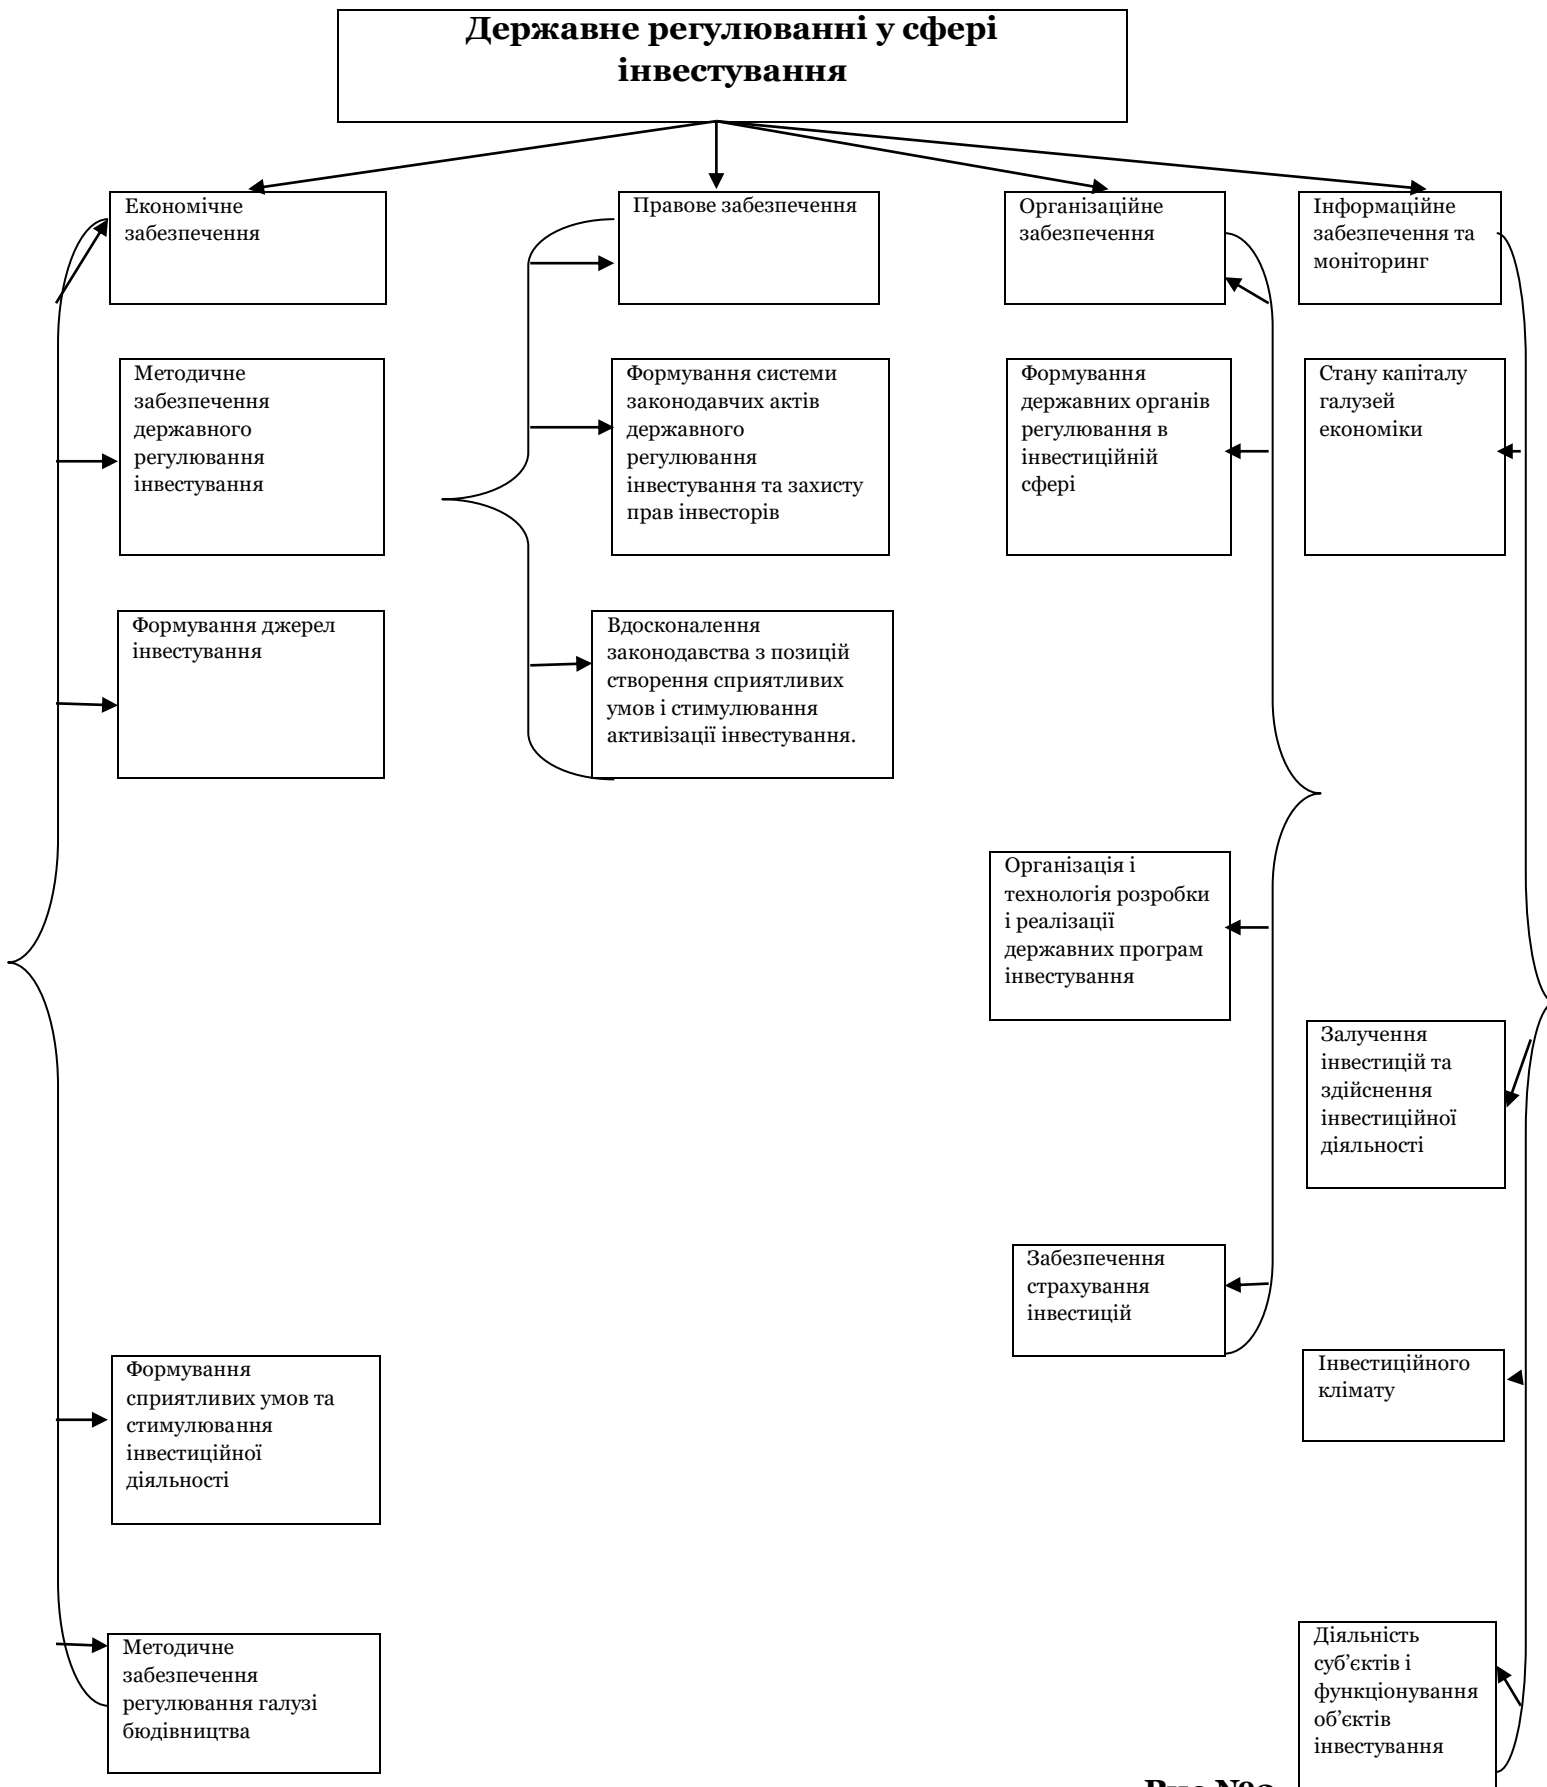 Державне регулюванні у сфері
інвестування
Економічне
забезпечення
Правове забезпечення
Організаційне
забезпечення
Інформаційне
забезпечення та
моніторинг
Методичне
забезпечення
державного
регулювання
інвестування
Формування системи
законодавчих актів
державного
регулювання
інвестування та захисту
прав інвесторів
Формування
державних органів
регулювання в
інвестиційній
сфері
Стану капіталу
галузей
економіки
Формування джерел
інвестування
Вдосконалення
законодавства з позицій
створення сприятливих
умов і стимулювання
активізації інвестування.
Організація і
технологія розробки
і реалізації
державних програм
інвестування
Залучення
інвестицій та
здійснення
інвестиційної
діяльності
Забезпечення
страхування
інвестицій
Формування
сприятливих умов та
стимулювання
інвестиційної
діяльності
Інвестиційного
клімату
Методичне
забезпечення
регулювання галузі
бюдівництва
Діяльність
суб’єктів і
функціонування
об’єктів
інвестування